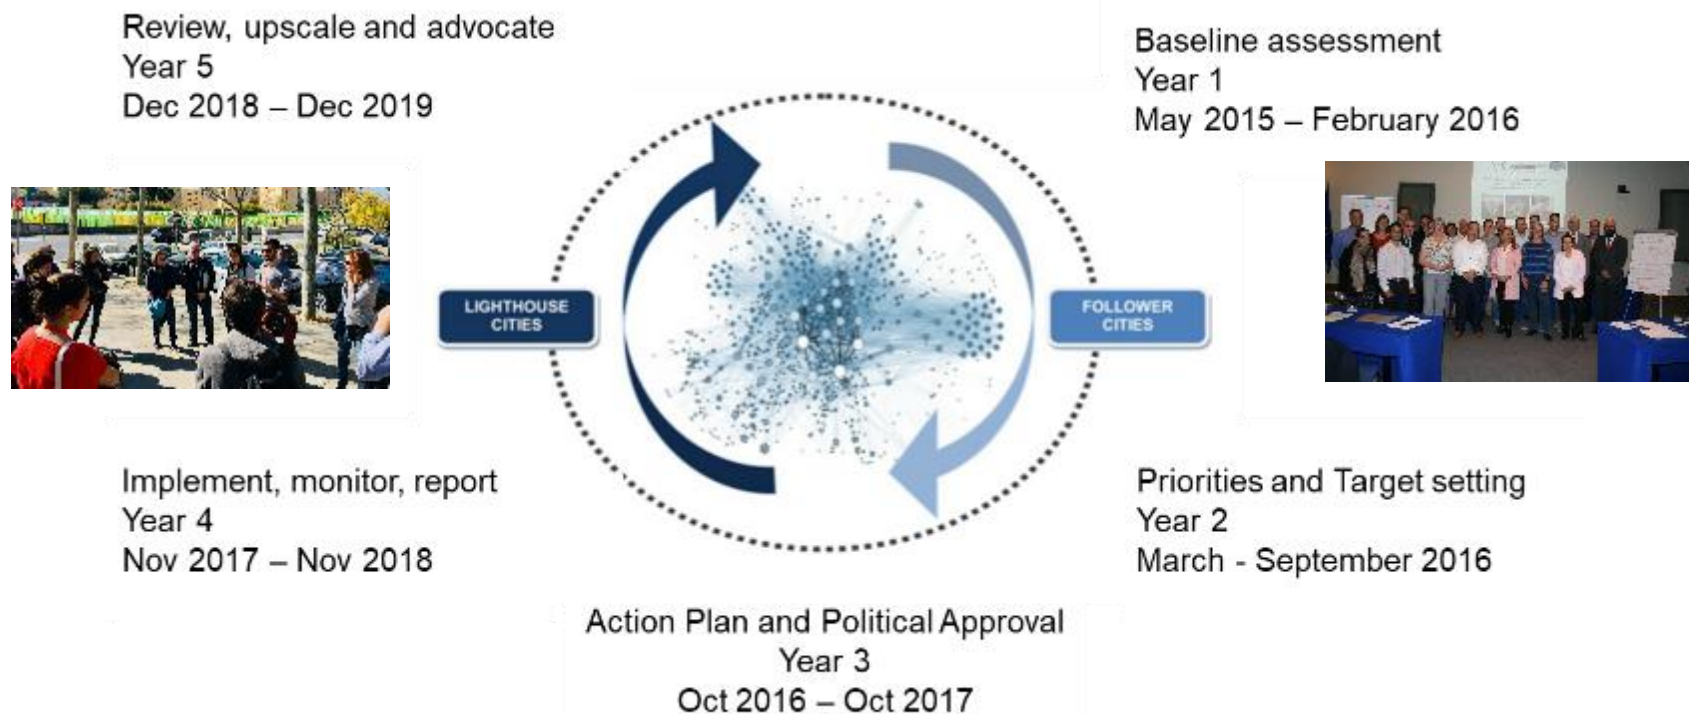 Review, upscale and advocate
Year 5
Dec 2018 – Dec 2019
Baseline assessment
Year 1
May 2015 – February 2016
LIGHTHOUSE
CITIES
FOLLOWER
CITIES
Implement, monitor, report
Year 4
Nov 2017 – Nov 2018
Priorities and Target setting
Year 2
March - September 2016
Action Plan and Political Approval
Year 3
Oct 2016 – Oct 2017